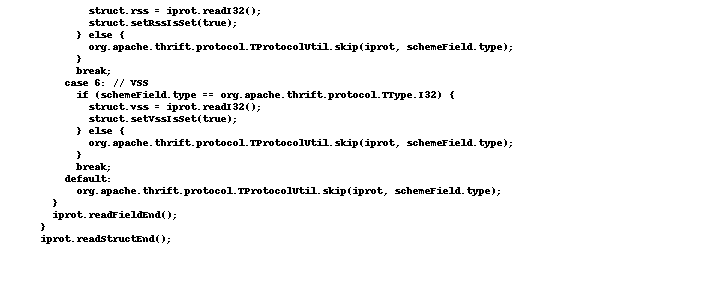 struct.rss = iprot.readI32();
struct.setRssIsSet(true);
} else {
org.apache.thrift.protocol.TProtocolUtil.skip(iprot, schemeField.type);
}
break;
case 6: // VSS
if (schemeField.type == org.apache.thrift.protocol.TType.I32) {
struct.vss = iprot.readI32();
struct.setVssIsSet(true);
} else {
org.apache.thrift.protocol.TProtocolUtil.skip(iprot, schemeField.type);
}
break;
default:
org.apache.thrift.protocol.TProtocolUtil.skip(iprot, schemeField.type);
}
iprot.readFieldEnd();
}
iprot.readStructEnd();